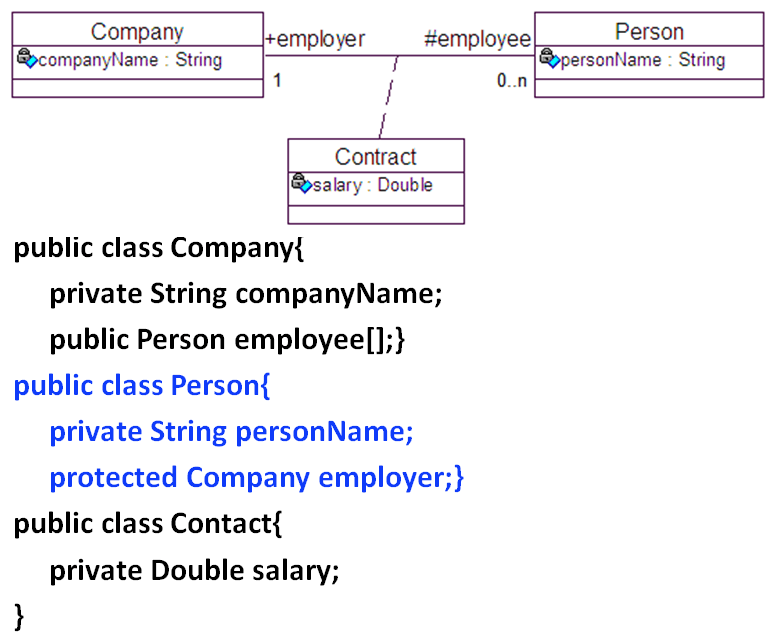 Company
companyName : String
+employer
#employee
1
0..n
Person
personName : String
Contract
salary : Double
public class Company{
private String companyName;
public Person employee[];}
public class Person{
private String personName;
protected Company employer;}
public class Contact{
private Double salary;
}